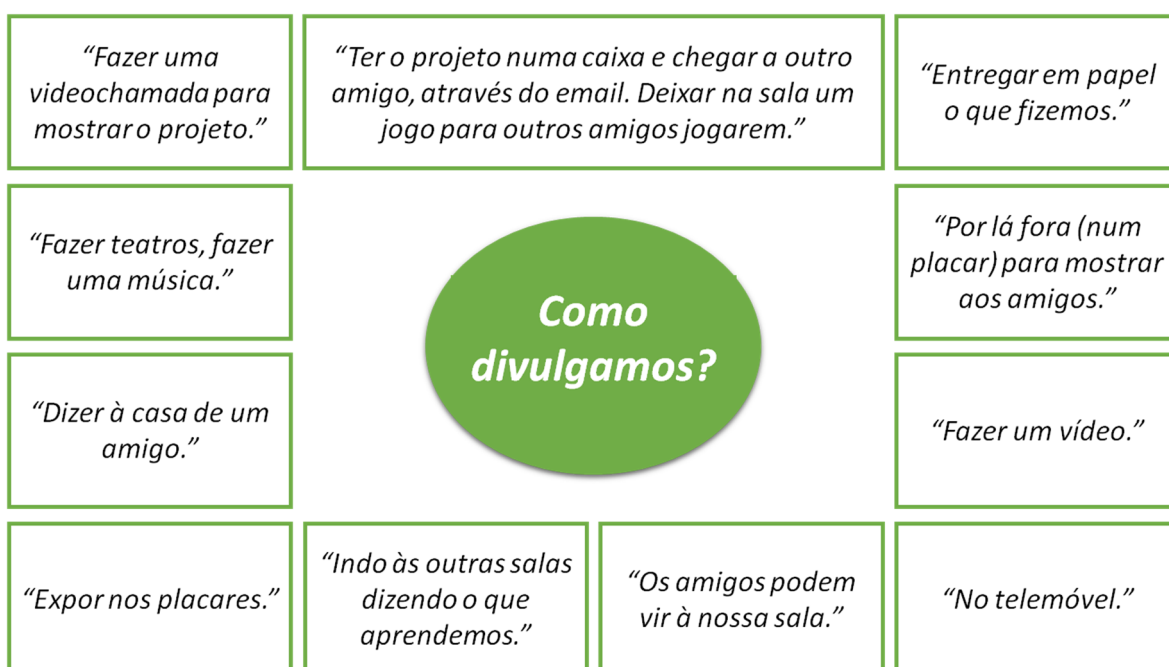 “Fazer uma
videochamada para
mostrar o projeto.”
“Ter o projeto numa caixa e chegar a outro
amigo, através do email. Deixar na sala um
jogo para outros amigos jogarem.”
“Entregar em papel
o que fizemos.”
“Fazer teatros, fazer
uma música.”
“Por lá fora (num
placar) para mostrar
aos amigos.”
Como
divulgamos?
“Dizer à casa de um
amigo.”
“Fazer um vídeo.”
“Expor nos placares.”
“Indo às outras salas
dizendo o que
aprendemos.”
“Os amigos podem
vir à nossa sala.”
“No telemóvel.”